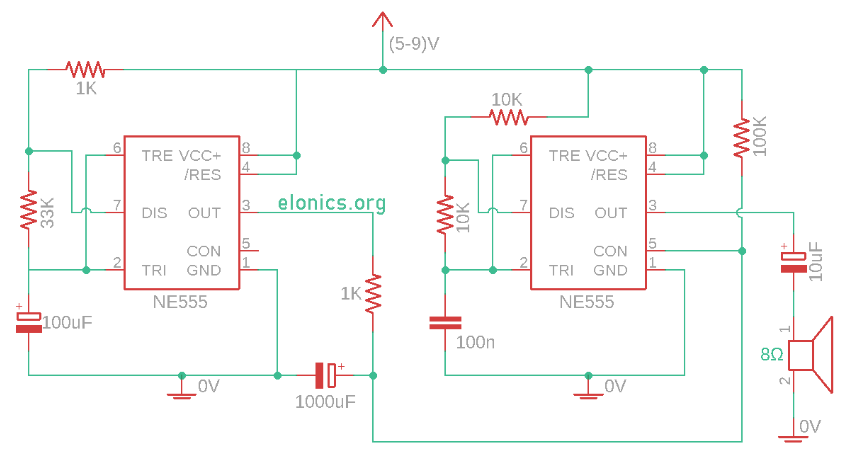 (5-9)V
1K
6 TRE VCC+ 8
/RES 4
7 DIS OUT 3
CON 5
2 TRI GND 1
NE555
33K
100uF
0V
1000uF
+
+
elonics.org
1K
10K
10K
6 TRE VCC+ 8
/RES 4
7 DIS OUT 3
CON 5
2 TRI GND 1
NE555
100n
0V
100K
+
10uF
1
8Ω
2
0V